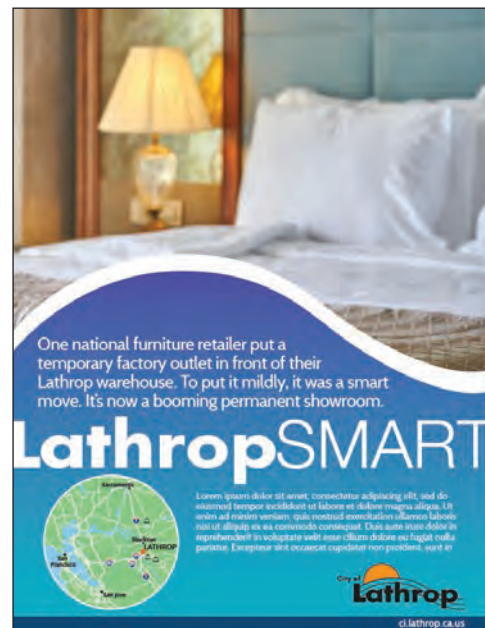 One national furniture retailer put a
temporary factory outlet in front of their
Lathrop warehouse. To put it mildly, it was a smart
move. It's now a booming permanent showroom.
LathropSMART
Sacramento
Stockton
LATHROP
San
Francisco
San Jose
Lorem ipsum dolor sit amet, consectetur adipiscing elit, sed do
eiusmod tempor incididunt ut labore et dolore magna aliqua. Ut
enim ad minim veniam, quis nostrud exercitation ullamco laboris
nisi ut aliquip ex ea commodo consequat. Duis aute irure dolor in
reprehenderit in voluptate velit esse cillum dolore eu fugiat nulla
pariatur. Excepteur sint occaecat cupidatat non proident, sunt in
City of
Lathrop
ci.lathrop.ca.us